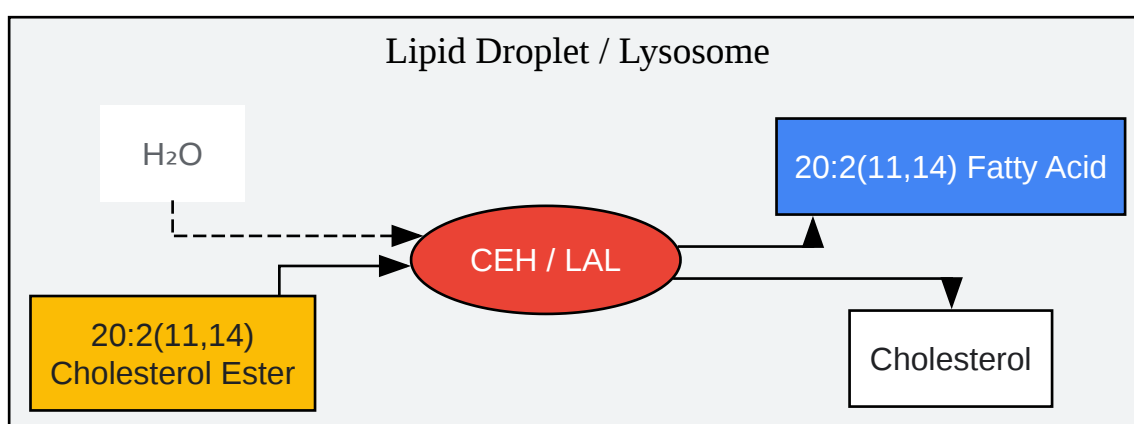 Lipid Droplet / Lysosome
H₂O
20:2(11,14) Fatty Acid
CEH / LAL
20:2(11,14)
Cholesterol Ester
Cholesterol